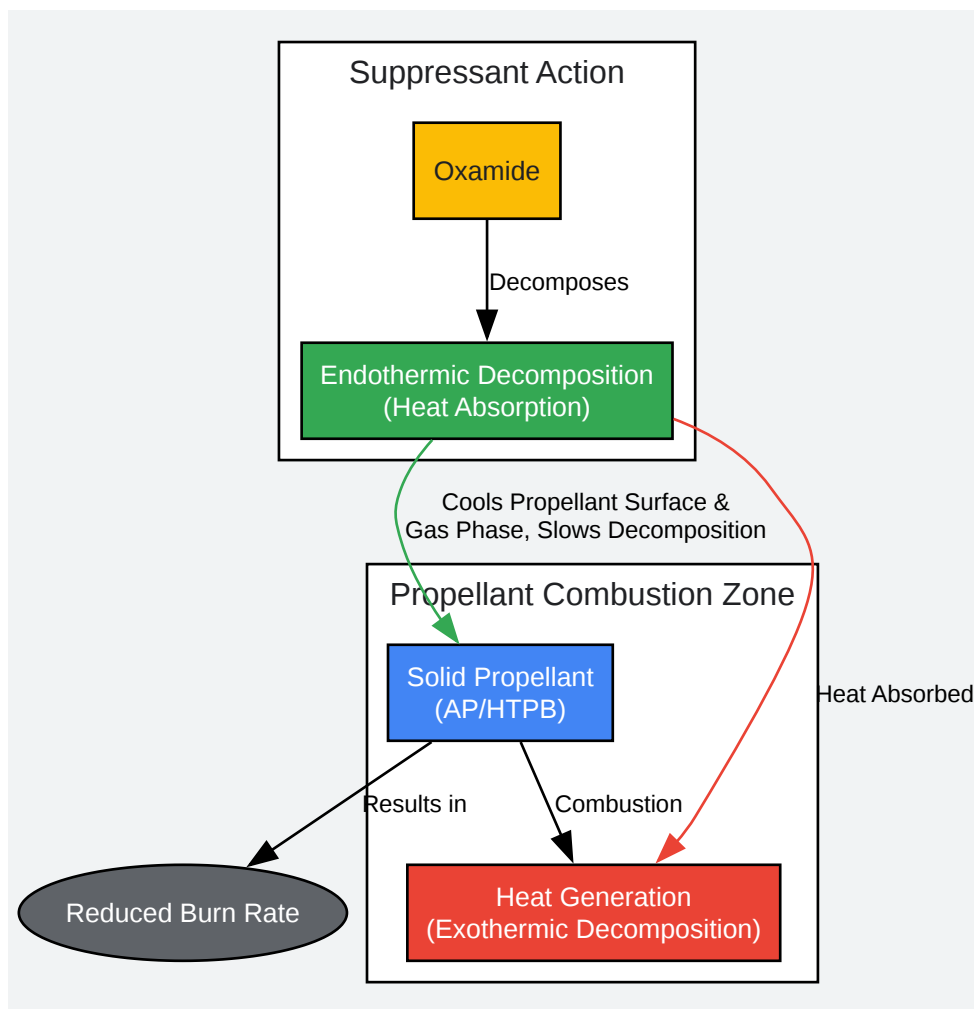 Suppressant Action
Oxamide
Decomposes
Endothermic Decomposition
(Heat Absorption)
Cools Propellant Surface &
Gas Phase, Slows Decomposition
Propellant Combustion Zone
Solid Propellant
(AP/HTPB)
Heat Absorbed
Results in
Combustion
Reduced Burn Rate
Heat Generation
(Exothermic Decomposition)